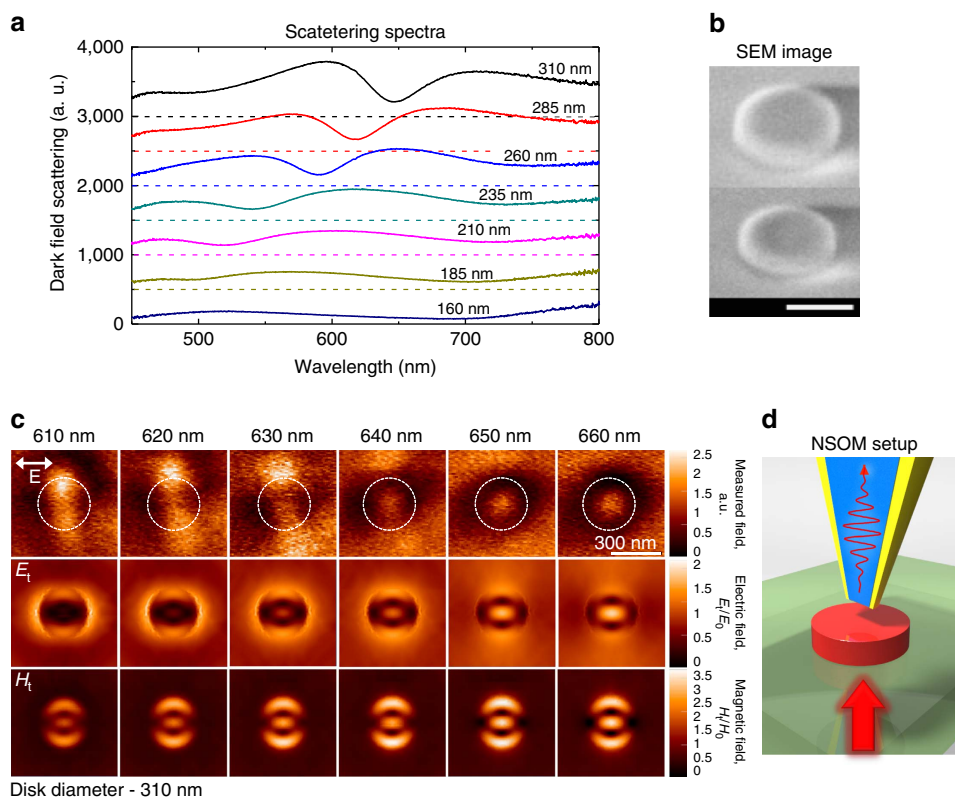 a
Scatetering spectra
Dark field scattering (a. u.)
4,000
3,000
2,000
1,000
0
310 nm
285 nm
260 nm
235 nm
210 nm
185 nm
160 nm
500
600
700
800
Wavelength (nm)
b
SEM image
c
610 nm 620 nm 630 nm 640 nm 650 nm 660 nm
E
300 nm
2.5
2
1.5
1
0.5
0
Measured field,
a.u.
Et
2
1.5
1
0.5
0
Electric field,
Et/E0
Ht
3.5
3
2.5
2
1.5
1
0.5
0
Magnetic field,
Ht/H0
Disk diameter - 310 nm
d
NSOM setup